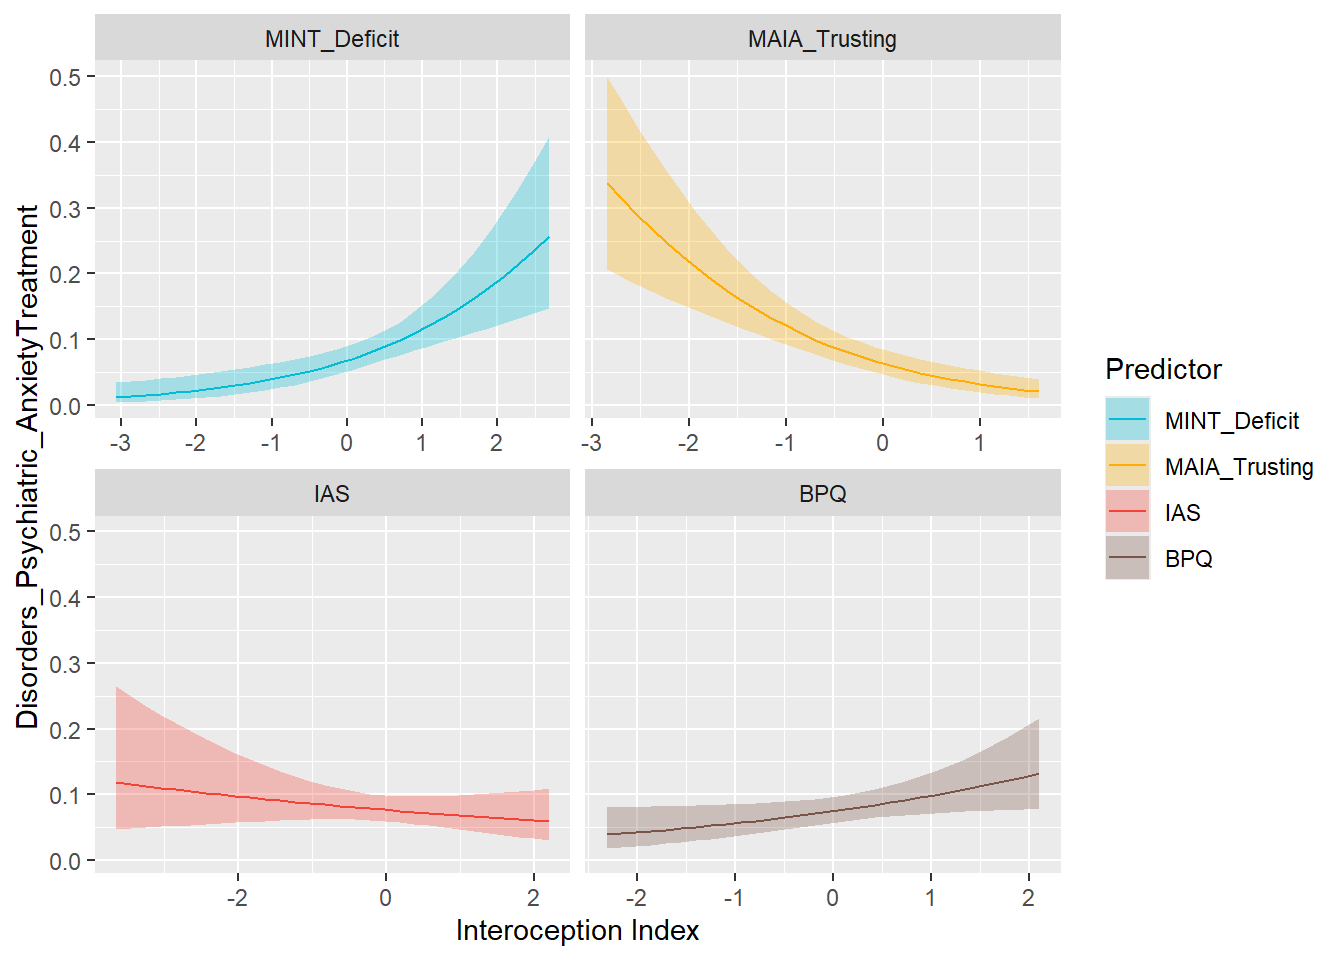 MINT_Deficit
MAIA_Trusting
0.5
0.4
0.3
0.2
0.1
0.0
-3 -2 -1 0 1 2
-3 -2 -1 0 1
IAS
BPQ
0.5
0.4
0.3
0.2
0.1
0.0
-2 0 2
-2 -1 0 1 2
Interoception Index
Disorders_Psychiatric_AnxietyTreatment
Predictor
MINT_Deficit
MAIA_Trusting
IAS
BPQ